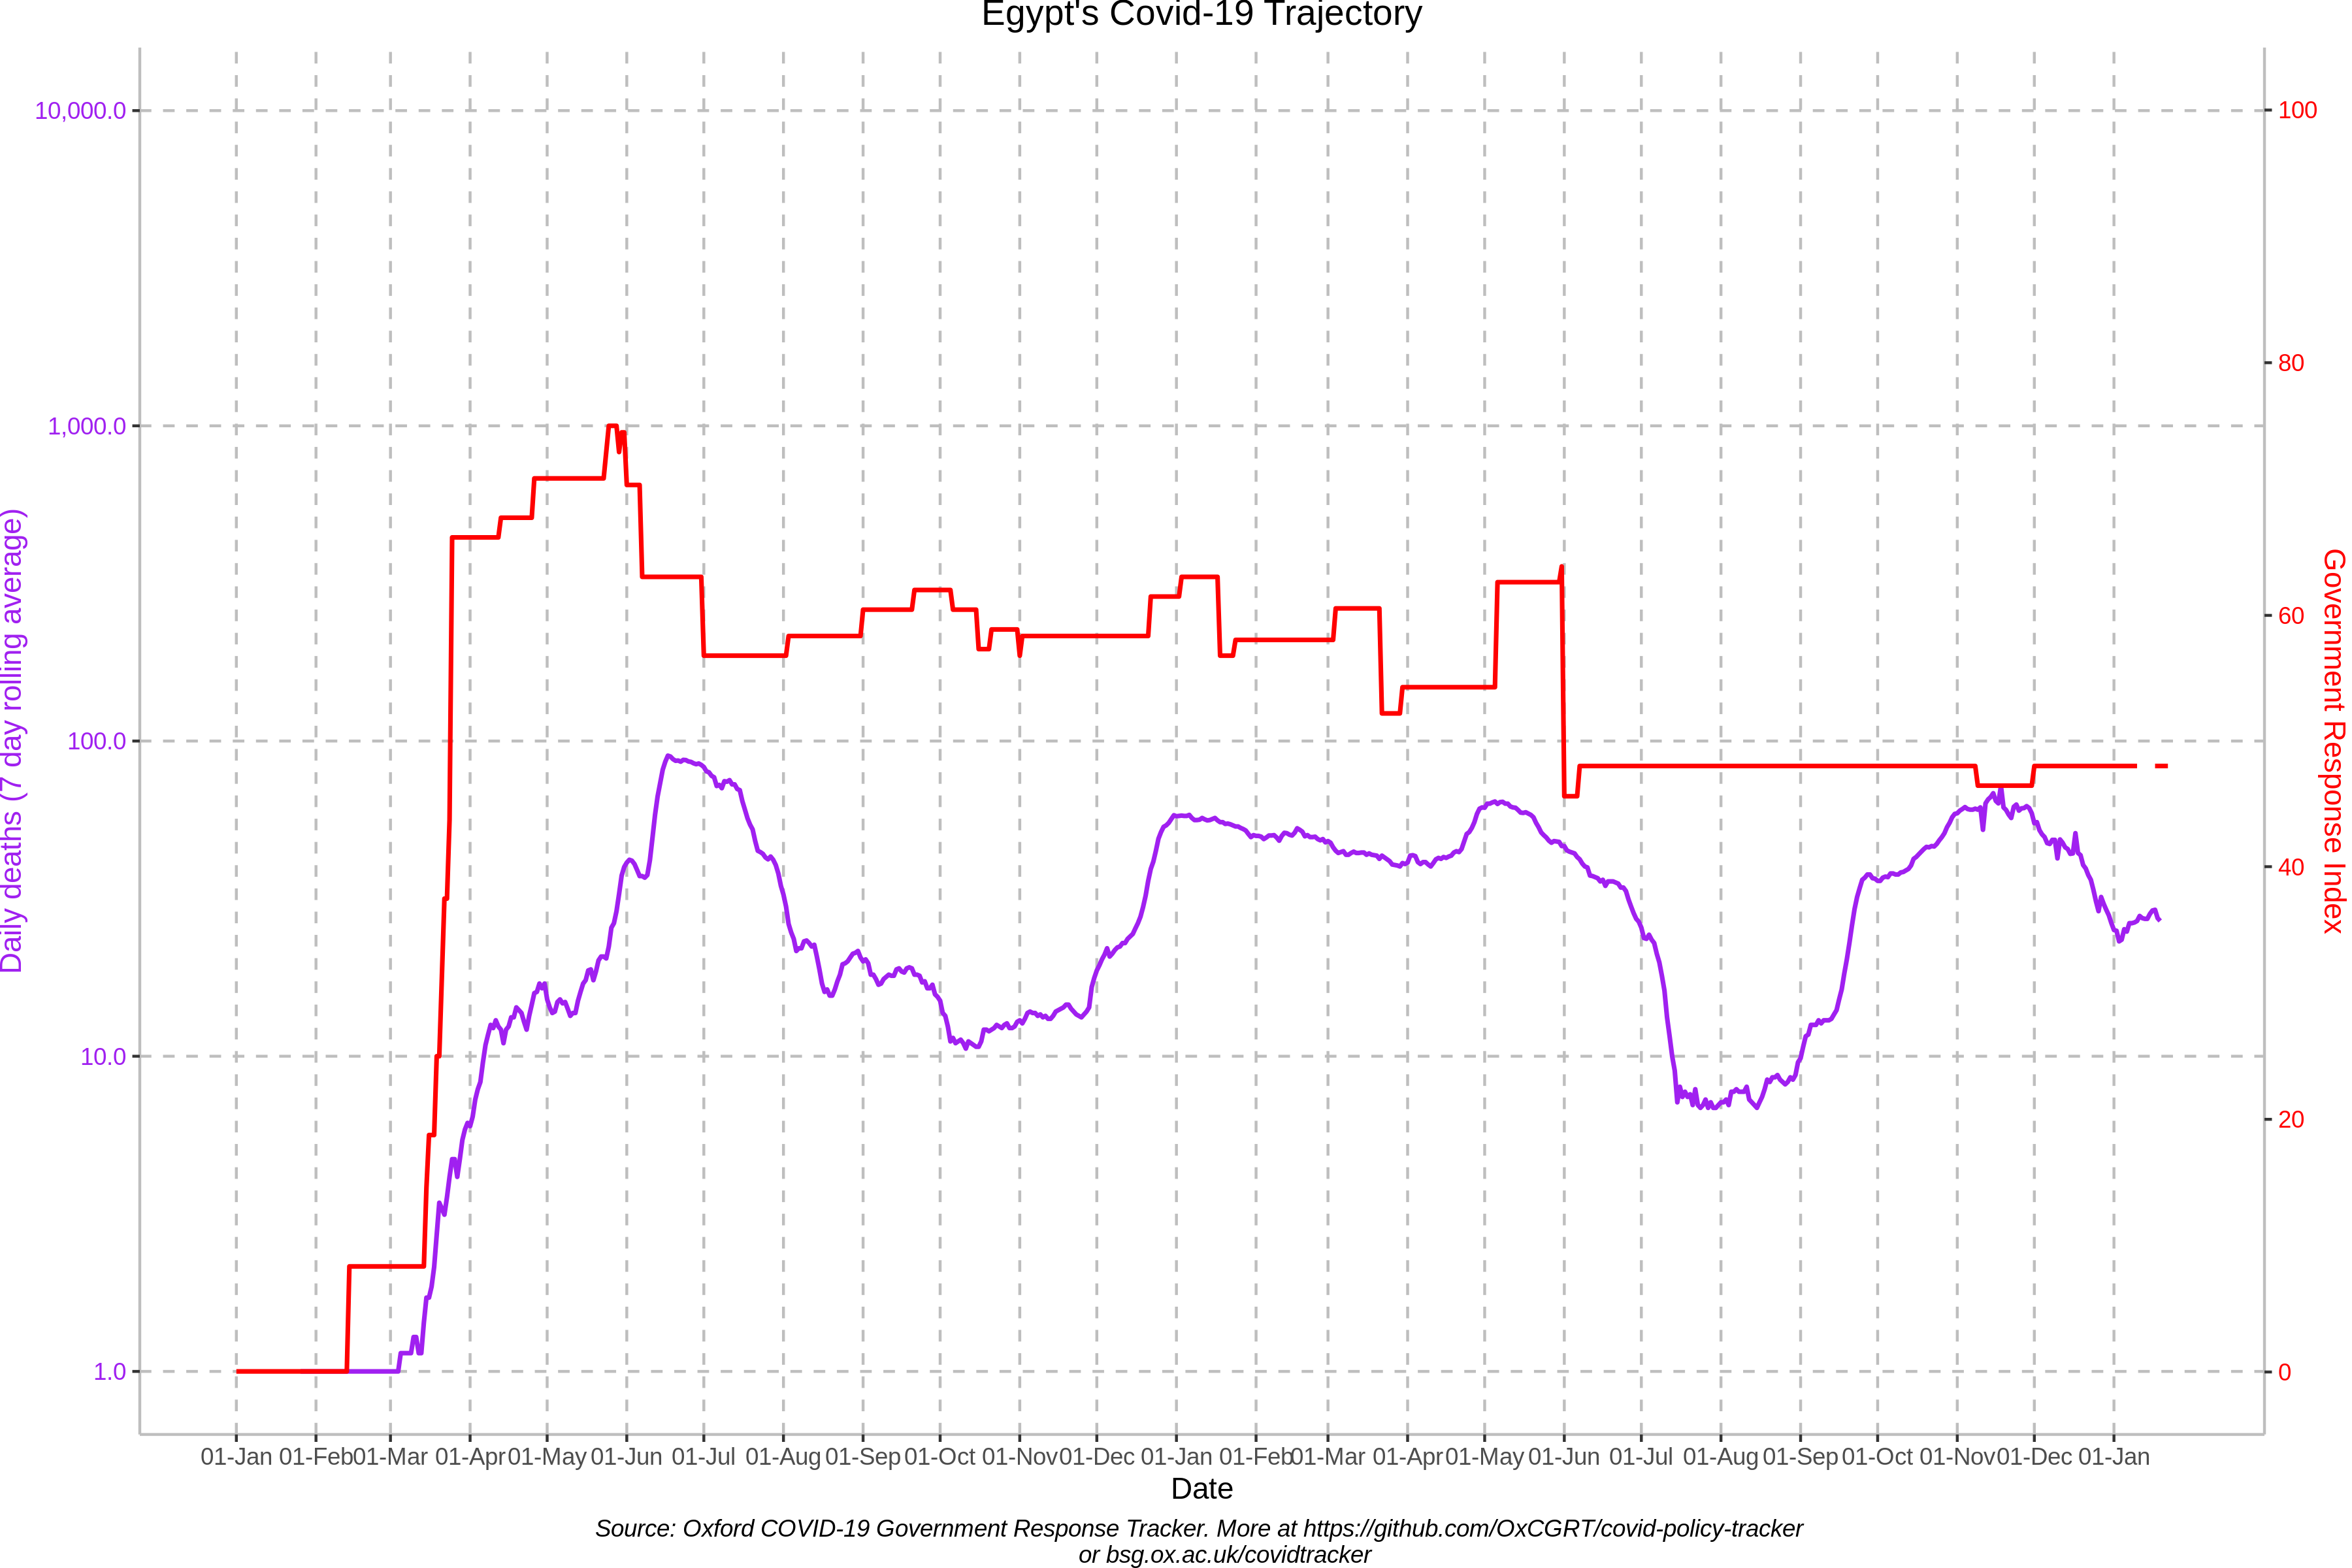 Egypt's Covid-19 Trajectory
10,000.0
1,000.0
100.0
10.0
1.0
Daily deaths (7 day rolling average)
100
80
60
40
20
0
Government Response Index
01-Jan 01-Feb 01-Mar 01-Apr 01-May 01-Jun 01-Jul 01-Aug 01-Sep 01-Oct 01-Nov 01-Dec 01-Jan 01-Feb 01-Mar 01-Apr 01-May 01-Jun 01-Jul 01-Aug 01-Sep 01-Oct 01-Nov 01-Dec 01-Jan
Date
Source: Oxford COVID-19 Government Response Tracker. More at https://github.com/OxCGRT/covid-policy-tracker
or bsg.ox.ac.uk/covidtracker